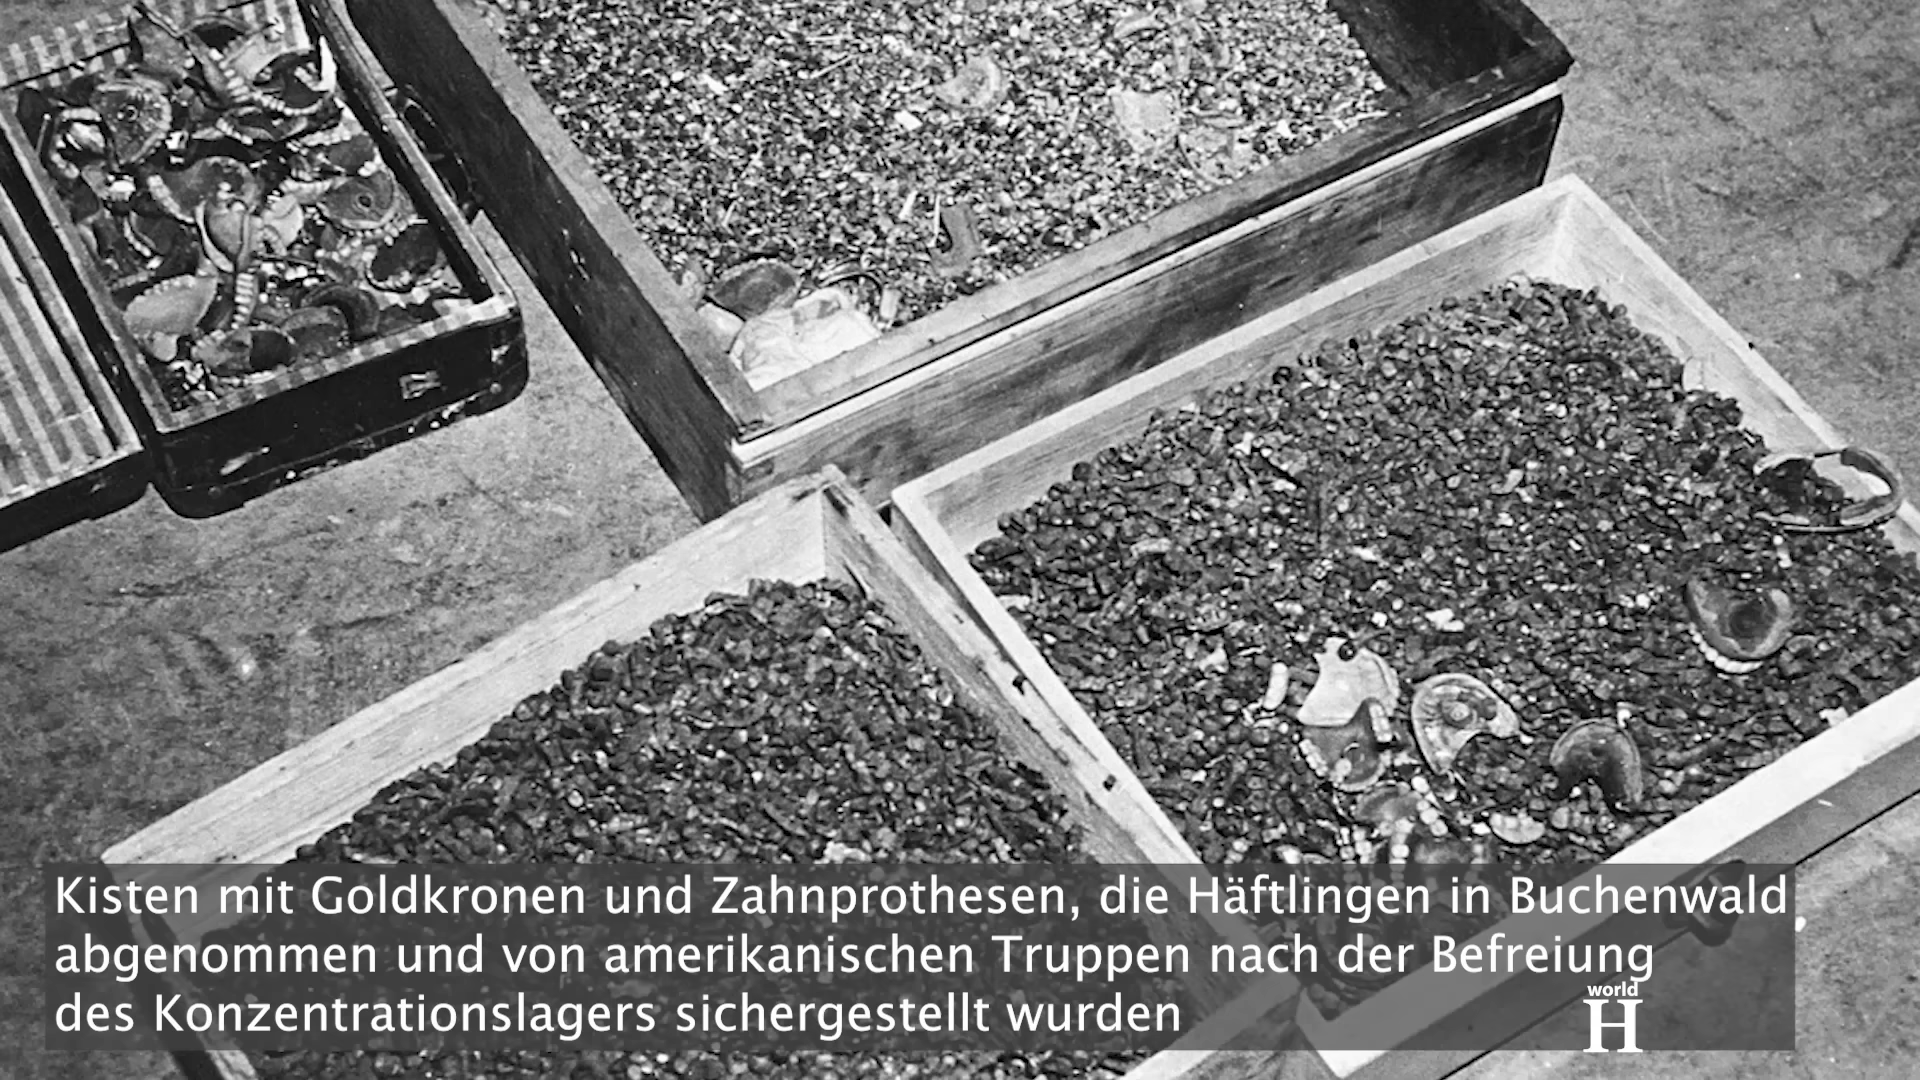 Kisten mit Goldkronen und Zahnprothesen, die Häftlingen in Buchenwald
abgenommen und von amerikanischen Truppen nach der Befreiung
des Konzentrationslagers sichergestellt wurden
world
H